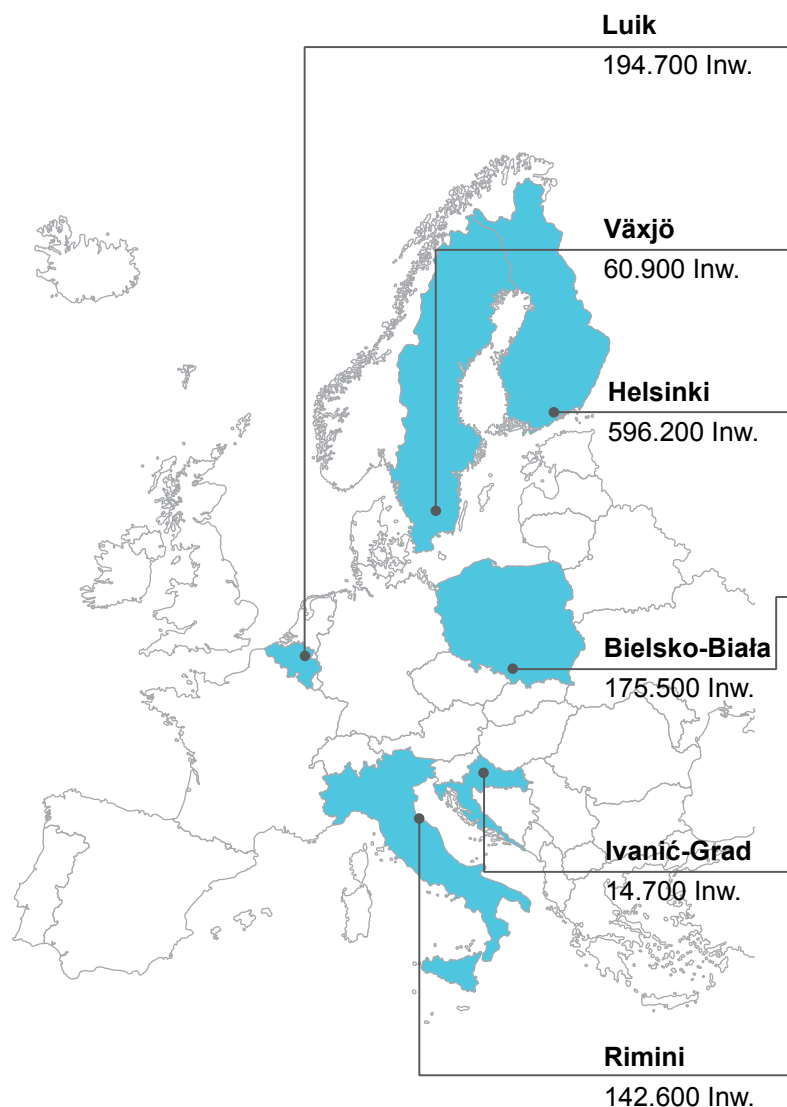 Luik
194.700 Inw.
Växjö
60.900 Inw.
Helsinki
596.200 Inw.
Bielsko-Biała
175.500 Inw.
Ivanić-Grad
14.700 Inw.
Rimini
142.600 Inw.